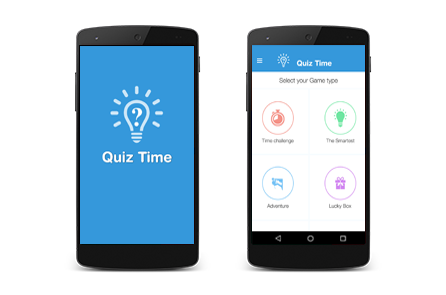 ?
Quiz Time
Quiz Time
Select your Game type
Time challenge
The Smartest
Adventure
Lucky Box